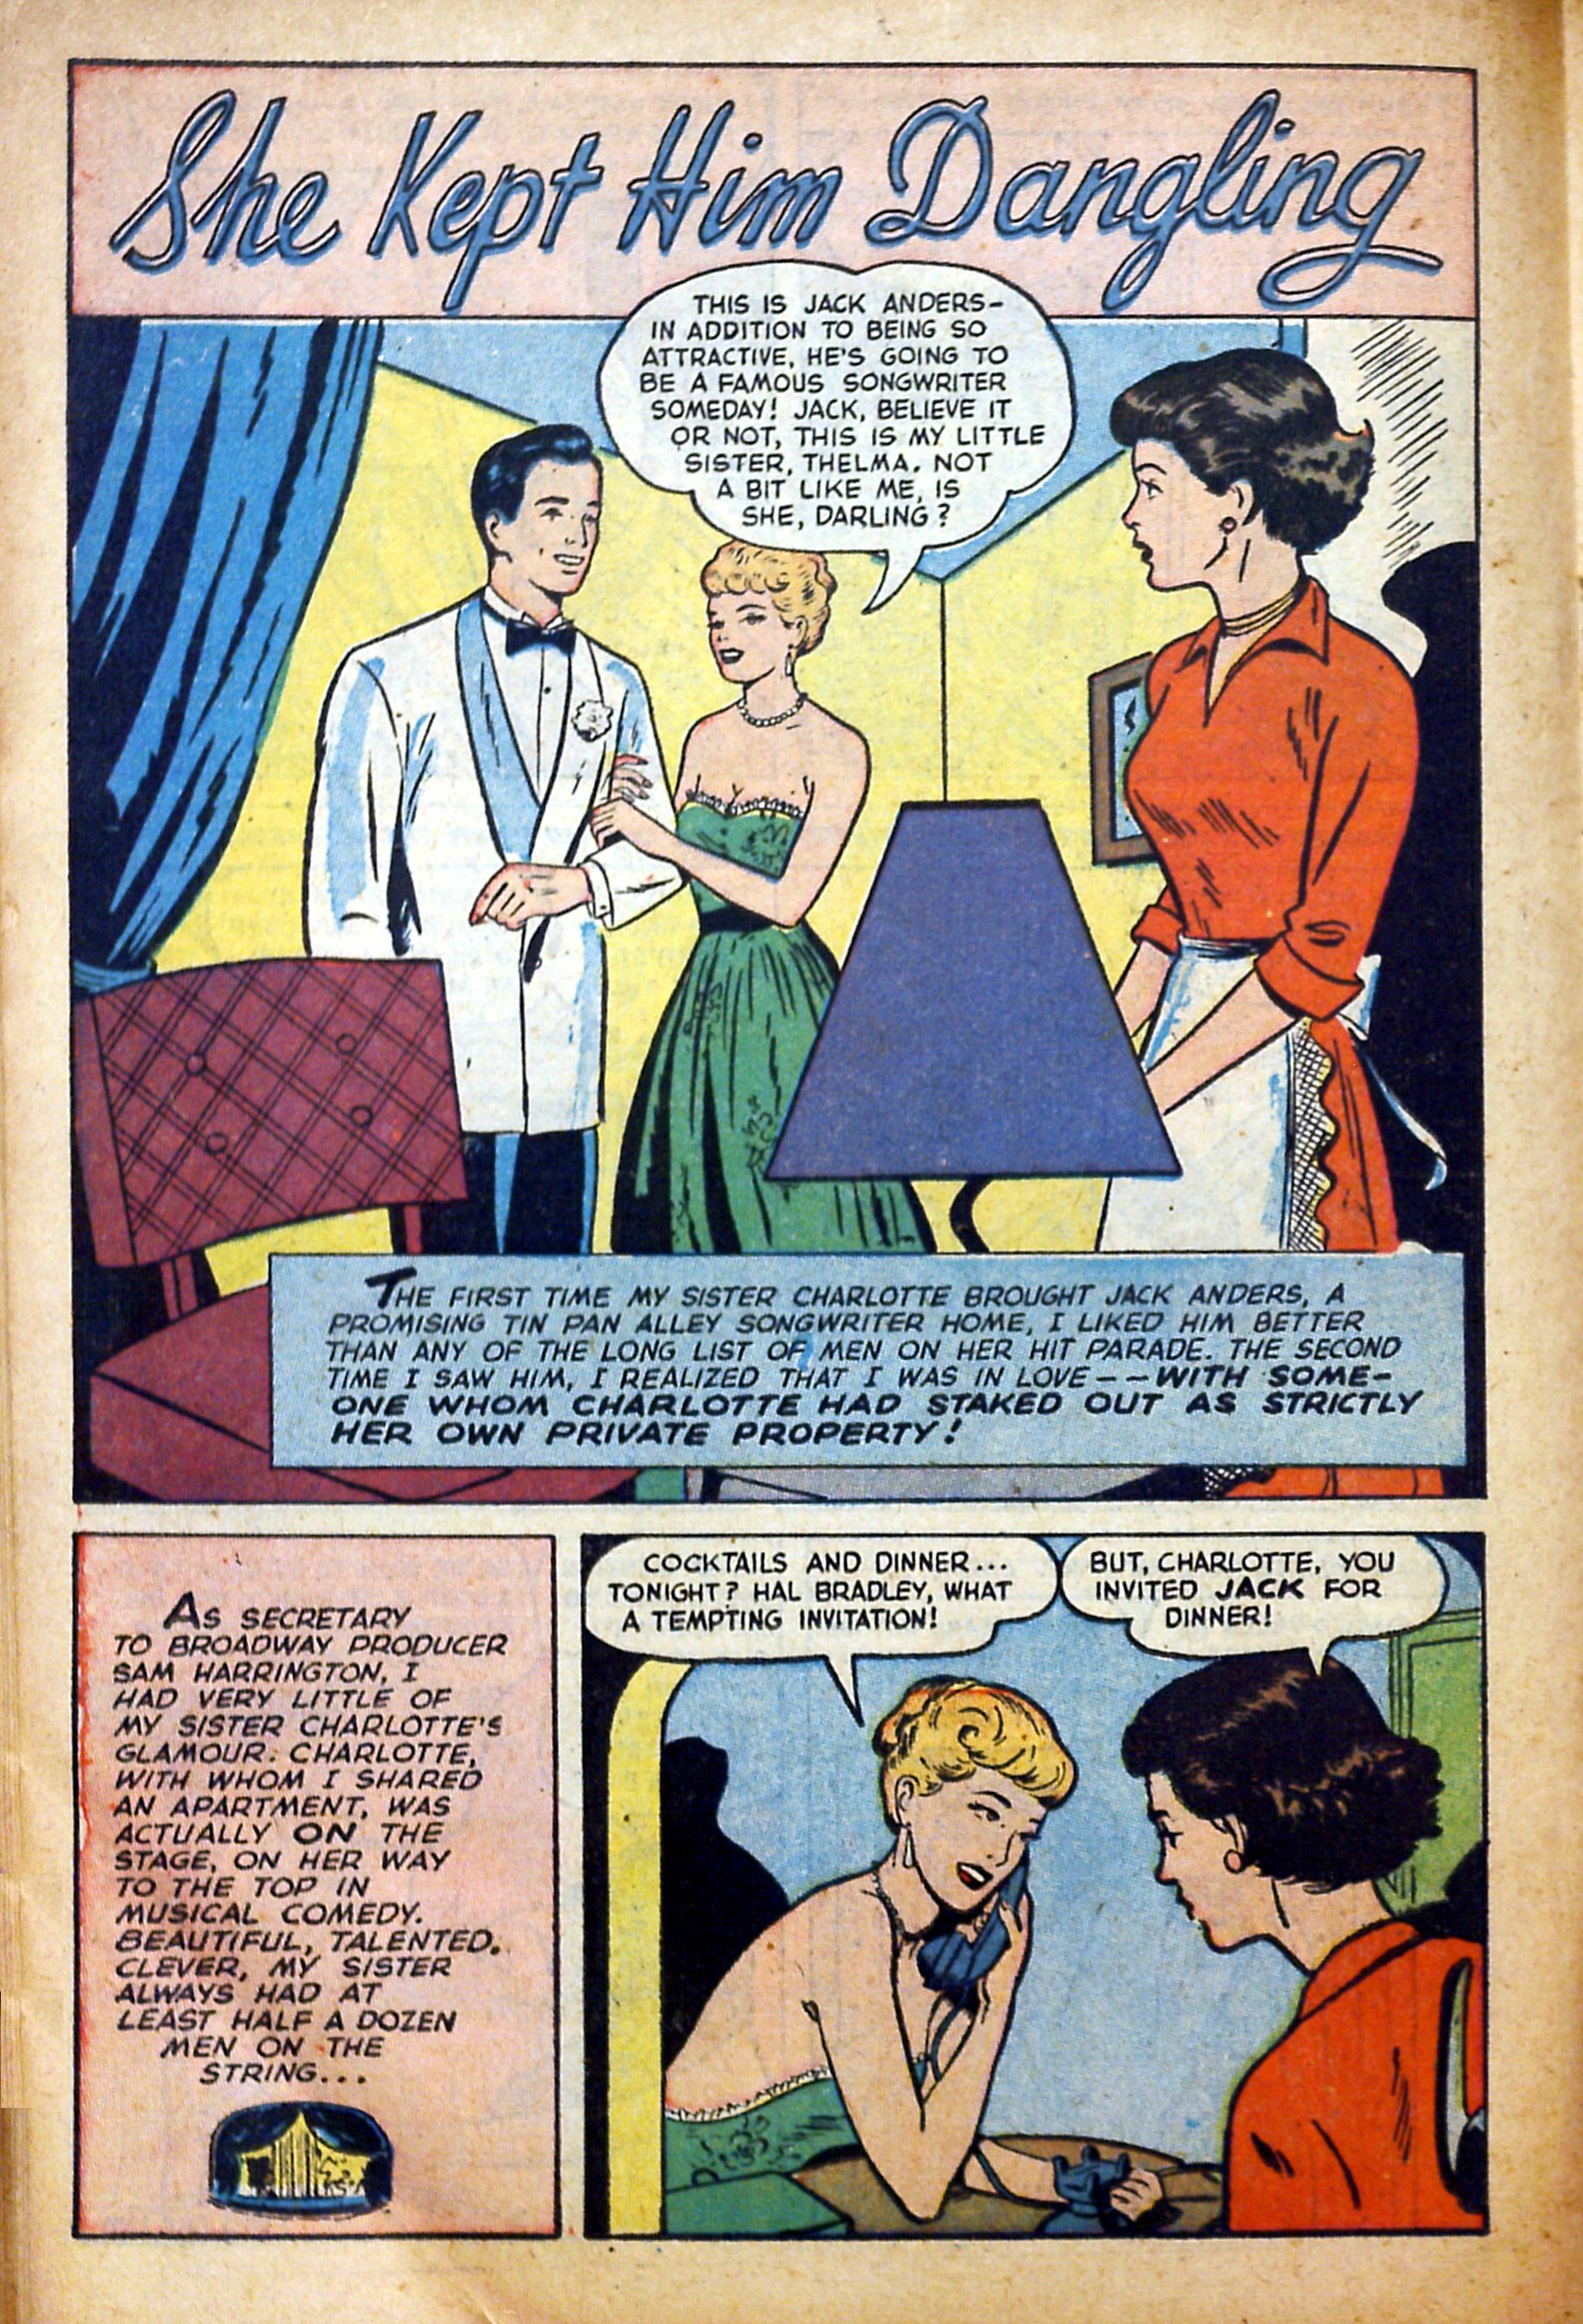 She Kept Him Dangling
THIS IS JACK ANDERS-
IN ADDITION TO BEING SO
ATTRACTIVE, HE'S GOING TO
BE A FAMOUS SONGWRITER
SOMEDAY! JACK, BELIEVE IT
OR NOT, THIS IS MY LITTLE
SISTER, THELMA. NOT
A BIT LIKE ME, IS
SHE, DARLING?
THE FIRST TIME MY SISTER CHARLOTTE BROUGHT JACK ANDERS, A
PROMISING TIN PAN ALLEY SONGWRITER HOME, I LIKED HIM BETTER
THAN ANY OF THE LONG LIST OF MEN ON HER HIT PARADE. THE SECOND
TIME I SAW HIM, I REALIZED THAT I WAS IN LOVE--WITH SOME-
ONE WHOM CHARLOTTE HAD STAKED OUT AS STRICTLY
HER OWN PRIVATE PROPERTY!
AS SECRETARY
TO BROADWAY PRODUCER
SAM HARRINGTON, I
HAD VERY LITTLE OF
MY SISTER CHARLOTTE'S
GLAMOUR. CHARLOTTE,
WITH WHOM I SHARED
AN APARTMENT, WAS
ACTUALLY ON THE
STAGE, ON HER WAY
TO THE TOP IN
MUSICAL COMEDY.
BEAUTIFUL, TALENTED.
CLEVER, MY SISTER
ALWAYS HAD AT
LEAST HALF A DOZEN
MEN ON THE
STRING...
COCKTAILS AND DINNER...
TONIGHT? HAL BRADLEY, WHAT
A TEMPTING INVITATION!
BUT, CHARLOTTE, YOU
INVITED JACK FOR
DINNER!